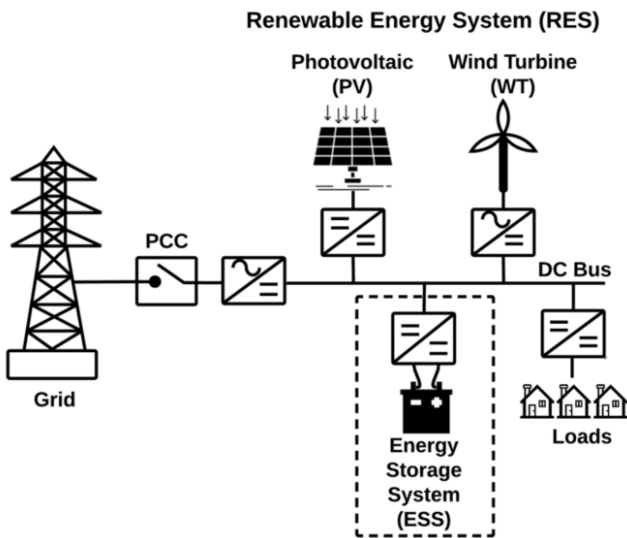 Renewable Energy System (RES)
Photovoltaic
(PV)
Wind Turbine
(WT)
PCC
DC Bus
Grid
Loads
Energy
Storage
System
(ESS)